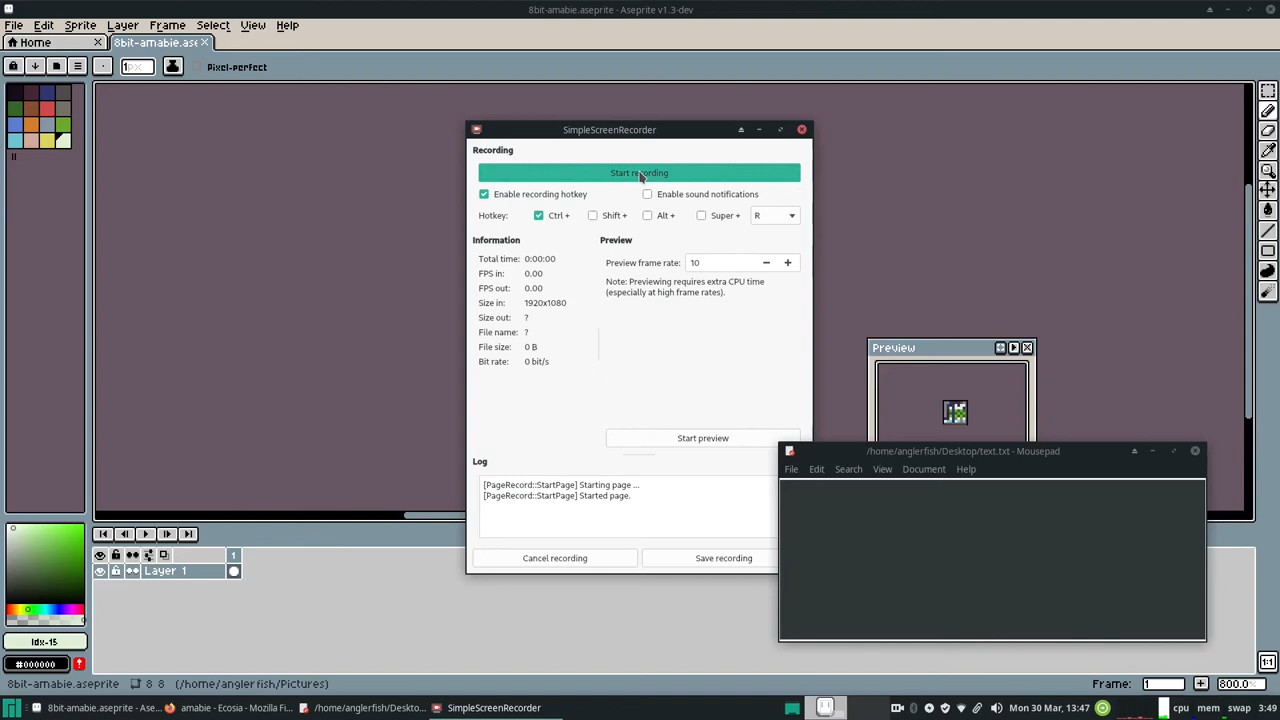 8bit-amabie.aseprite - Aseprite v1.3-dev
File Edit Sprite Layer Frame Select View Help
Home 8bit-amabie.ase
1px Pixel-perfect
SimpleScreenRecorder
Recording
Start recording
Enable recording hotkey Enable sound notifications
Hotkey: Ctrl + Shift + Alt + Super + R
Information Preview
Total time: 0:00:00
Preview frame rate: 10
FPS in: 0.00
Note: Previewing requires extra CPU time
(especially at high frame rates).
FPS out: 0.00
Size in: 1920x1080
Size out: ?
File name: ?
File size: 0 B
Bit rate: 0 bit/s
Start preview
Log
[PageRecord::StartPage] Starting page ...
[PageRecord::StartPage] Started page.
Cancel recording Save recording
Preview
/home/anglerfish/Desktop/text.txt - Mousepad
File Edit Search View Document Help
1
Layer 1
Idx-15
#000000
8bit-amabie.aseprite 8 8 (/home/anglerfish/Pictures)
Frame: 1 800.0% 1:1
8bit-amabie.aseprite - Ase... amabie - Ecosia - Mozilla Fi... /home/anglerfish/Deskto... SimpleScreenRecorder
Mon 30 Mar, 13:47 cpu mem swap 3:49